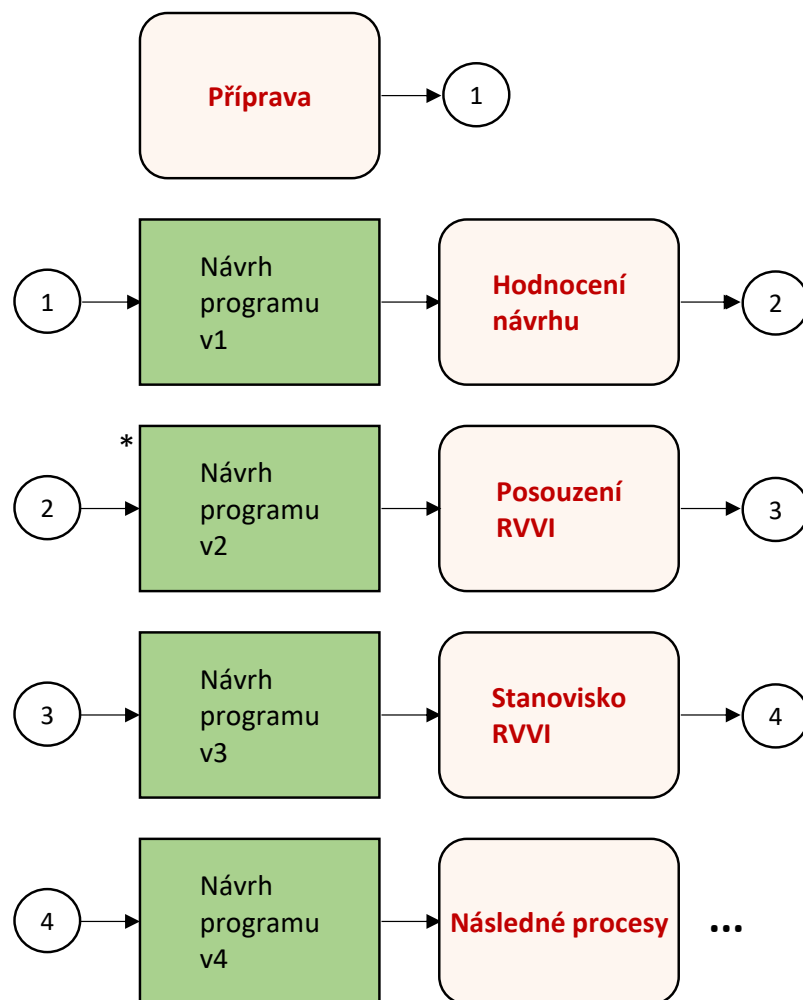 Příprava
1
1
Návrh
programu
v1
Hodnocení
návrhu
2
*
2
Návrh
programu
v2
Posouzení
RVVI
3
3
Návrh
programu
v3
Stanovisko
RVVI
4
4
Návrh
programu
v4
Následné procesy
...